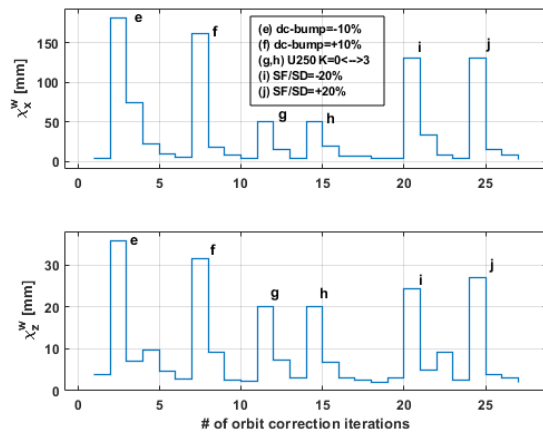 150
100
50
0
χxw [mm]
e
f
g
h
i
j
(e) dc-bump=-10%
(f) dc-bump=+10%
(g,h) U250 K=0<-->3
(i) SF/SD=-20%
(j) SF/SD=+20%
0 5 10 15 20 25
30
20
10
0
χzw [mm]
e
f
g
h
i
j
0 5 10 15 20 25
# of orbit correction iterations